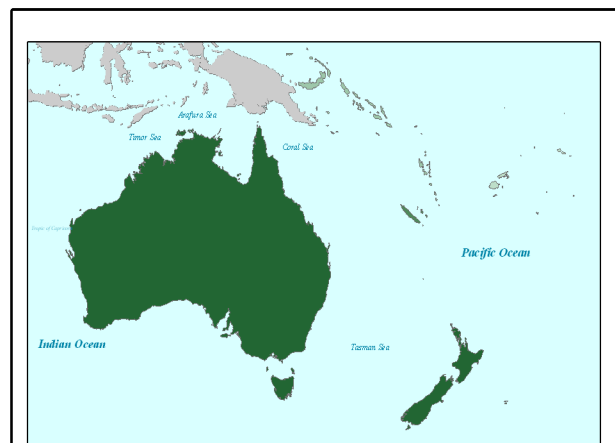 Arafura Sea
Timor Sea
Coral Sea
Pacific Ocean
Indian Ocean
Tasman Sea